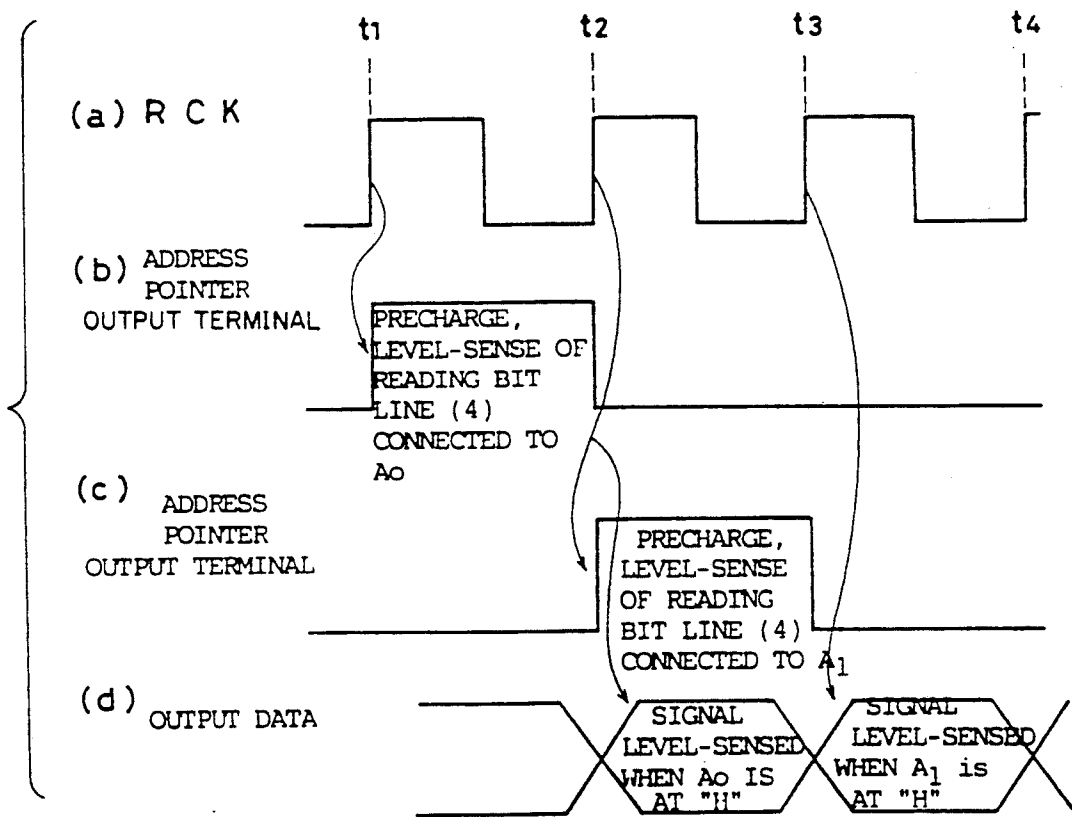 t1 t2 t3 t4
(a) R C K
(b) ADDRESS
POINTER
OUTPUT TERMINAL
PRECHARGE,
LEVEL-SENSE OF
READING BIT
LINE (4)
CONNECTED TO
Ao
(c) ADDRESS
POINTER
OUTPUT TERMINAL
PRECHARGE,
LEVEL-SENSE
OF READING
BIT LINE (4)
CONNECTED TO A1
(d) OUTPUT DATA
SIGNAL
LEVEL-SENSED
WHEN Ao IS
AT "H"
SIGNAL
LEVEL-SENSED
WHEN A1 is
AT "H"